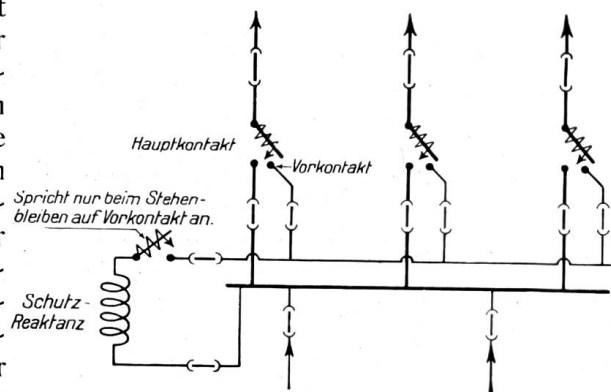 Hauptkontakt
Vorkontakt
Spricht nur beim Stehen-
bleiben auf Vorkontakt an.
Schutz-
Reaktanz